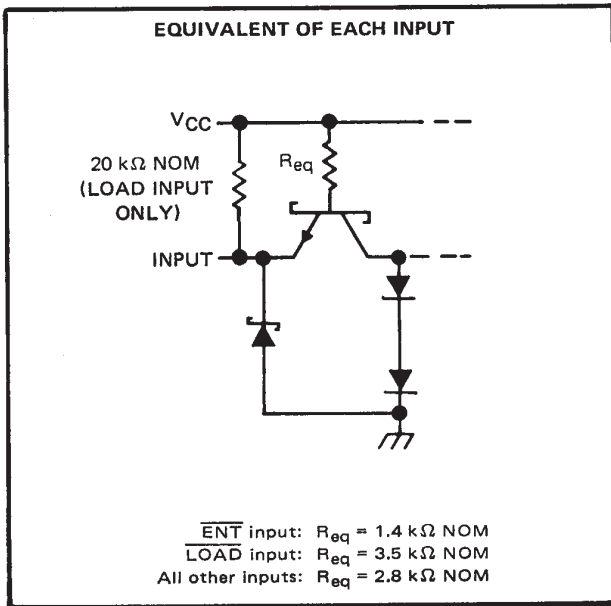 EQUIVALENT OF EACH INPUT
VCC
20 kΩ NOM
(LOAD INPUT
ONLY)
Req
INPUT
ENT input: Req = 1.4 kΩ NOM
LOAD input: Req = 3.5 kΩ NOM
All other inputs: Req = 2.8 kΩ NOM